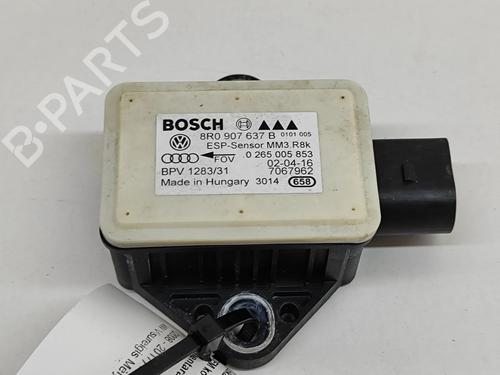 BOSCH
8R0 907 637 B 0101 005
ESP-Sensor MM3.R8k
FOV 0 265 005 853
02-04-16
BPV 1283/31 7067962
Made in Hungary 3014 658